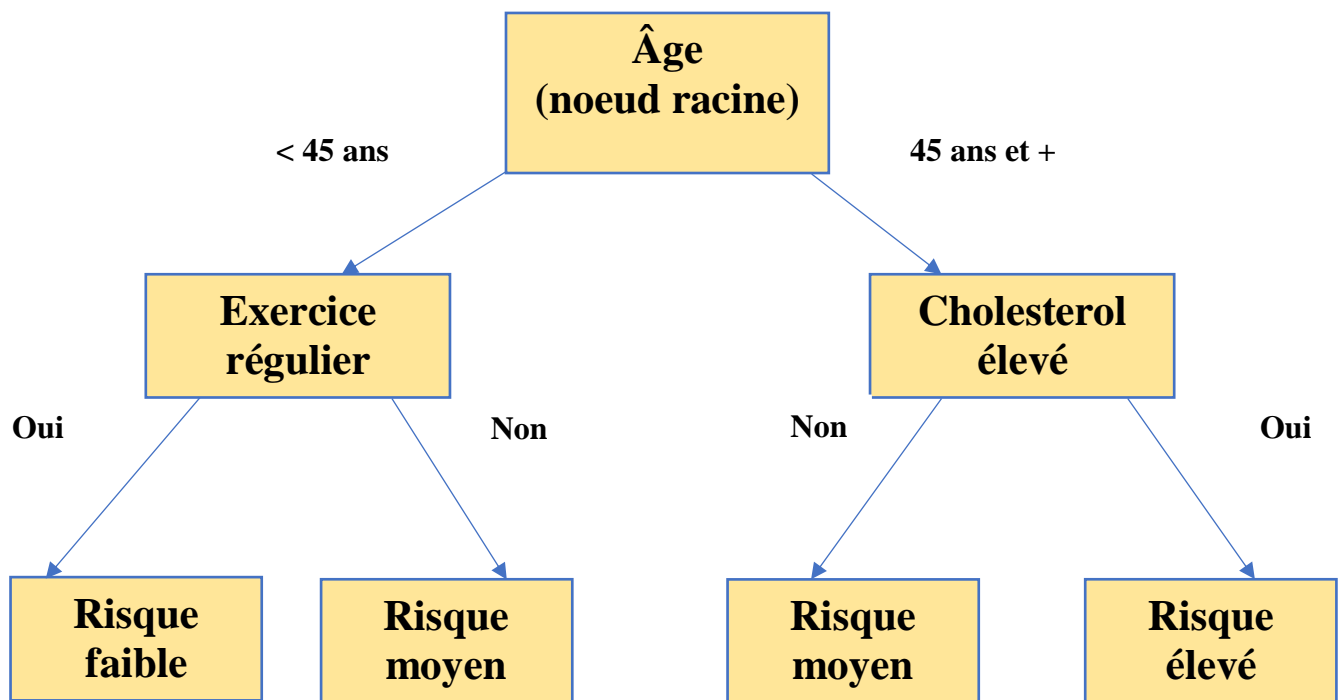 Âge
(noeud racine)
< 45 ans
45 ans et +
Exercice
régulier
Cholesterol
élevé
Oui
Non
Non
Oui
Risque
faible
Risque
moyen
Risque
moyen
Risque
élevé